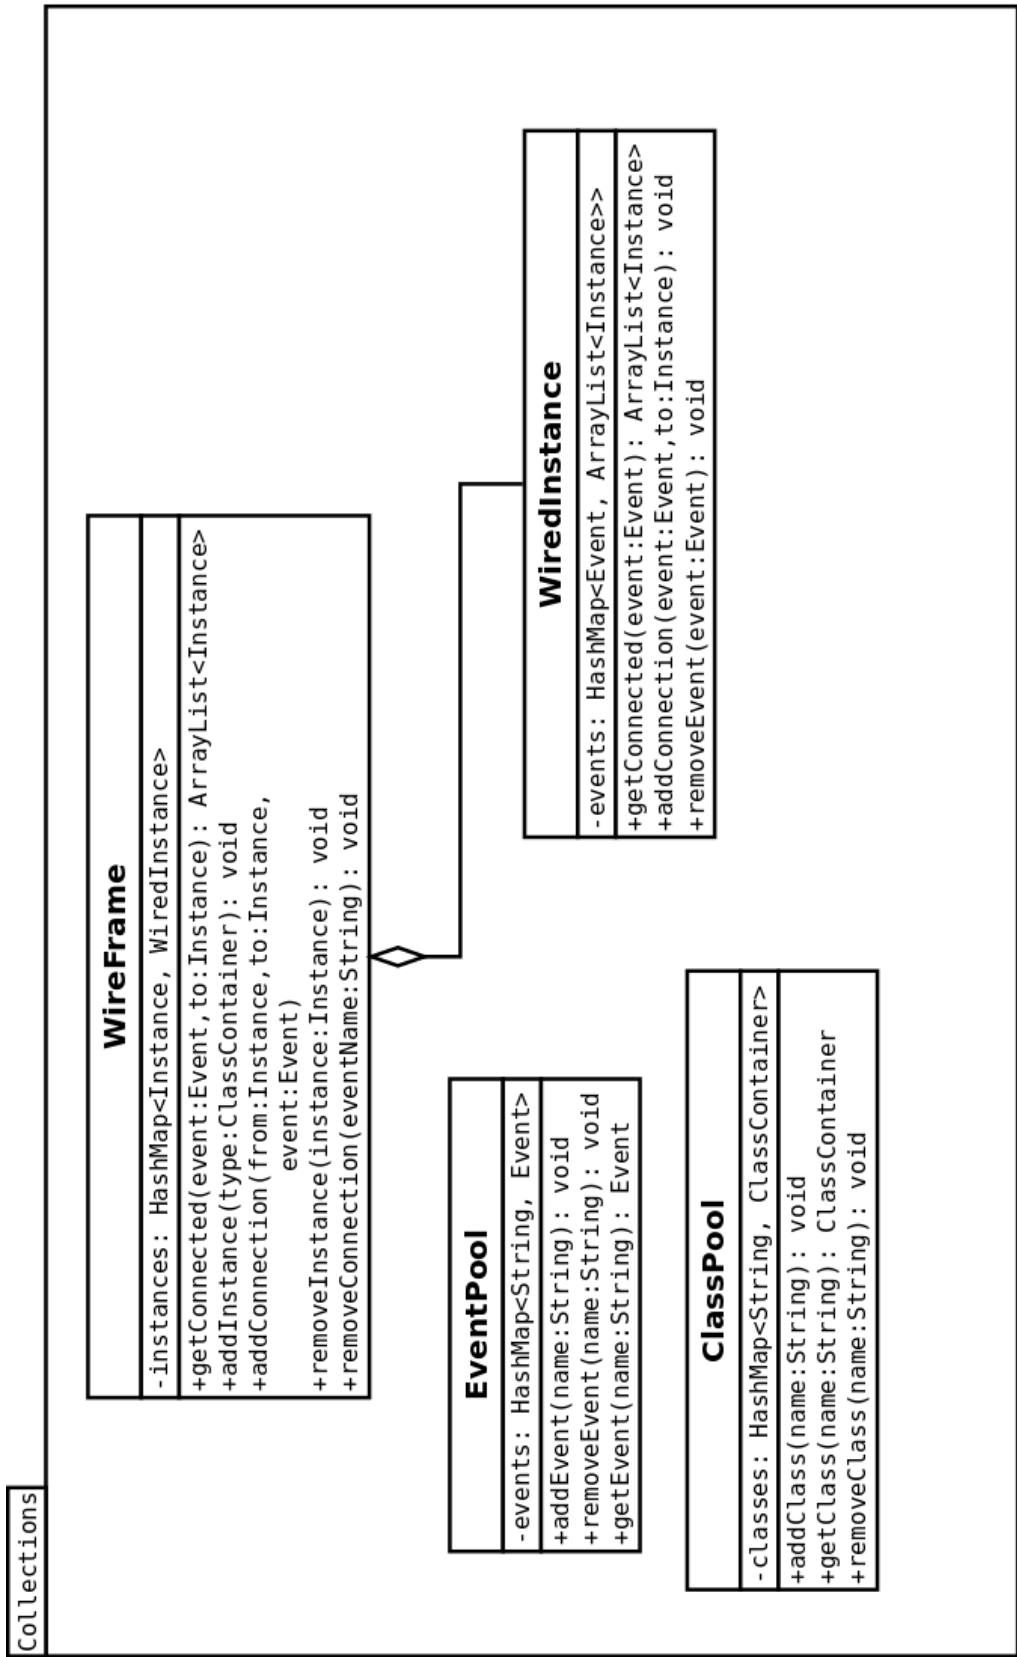 Collections
WireFrame
-instances: HashMap<Instance, WiredInstance>
+getConnected(event:Event,to:Instance): ArrayList<Instance>
+addInstance(type:ClassContainer): void
+addConnection(from:Instance,to:Instance,
event:Event)
+removeInstance(instance:Instance): void
+removeConnection(eventName:String): void
EventPool
-events: HashMap<String, Event>
+addEvent(name:String): void
+removeEvent(name:String): void
+getEvent(name:String): Event
WiredInstance
-events: HashMap<Event, ArrayList<Instance>>
+getConnected(event:Event): ArrayList<Instance>
+addConnection(event:Event,to:Instance): void
+removeEvent(event:Event): void
ClassPool
-classes: HashMap<String, ClassContainer>
+addClass(name:String): void
+getClass(name:String): ClassContainer
+removeClass(name:String): void